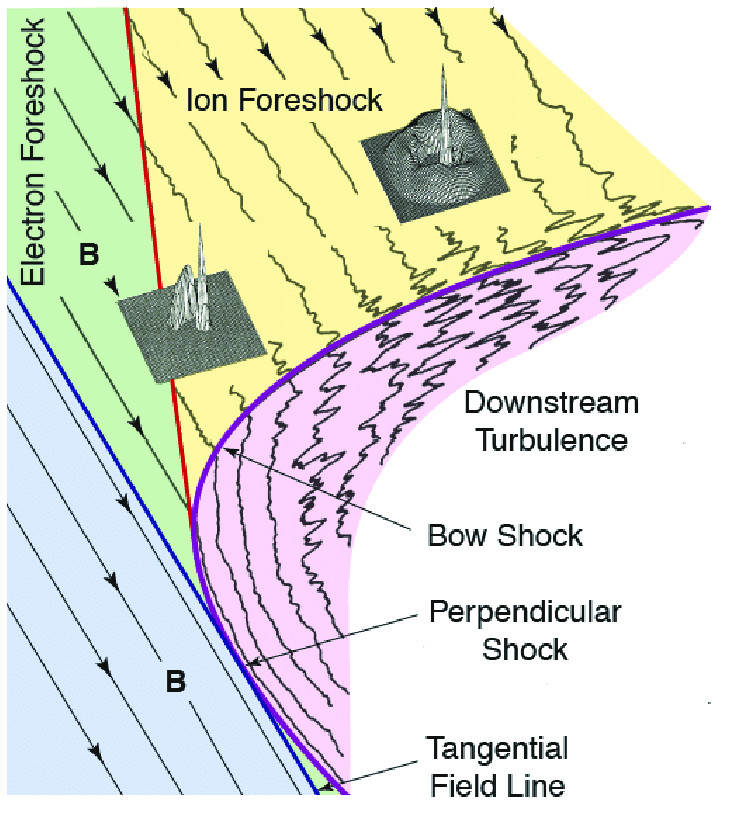 Electron Foreshock
Ion Foreshock
B
Downstream
Turbulence
Bow Shock
Perpendicular
Shock
B
Tangential
Field Line